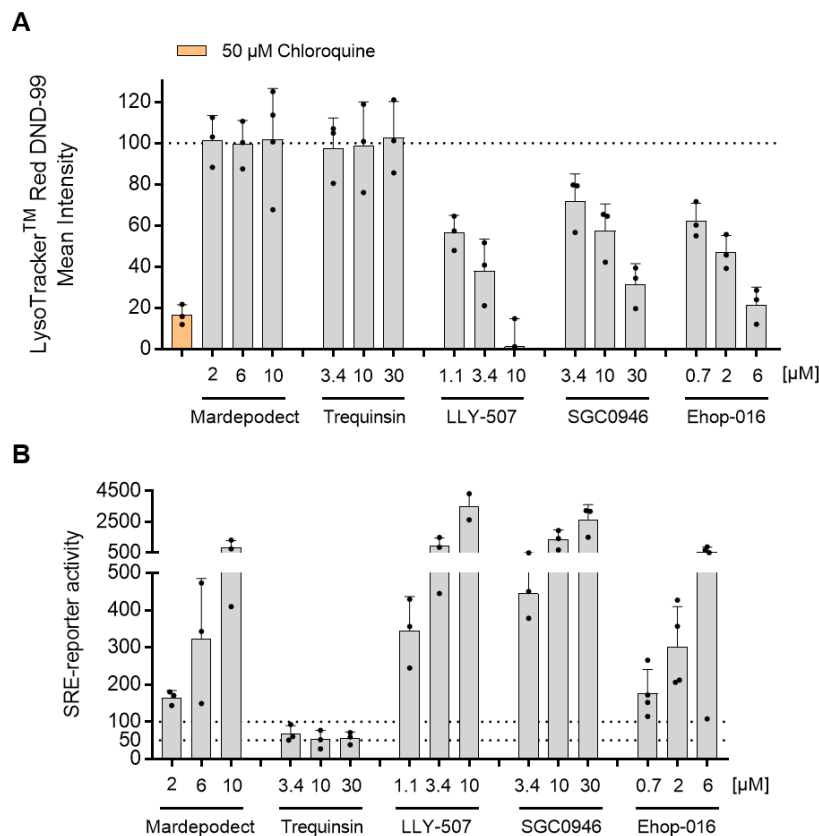 A
50 µM Chloroquine
LysoTracker™ Red DND-99
Mean Intensity
120
100
80
60
40
20
0
2 6 10 3.4 10 30 1.1 3.4 10 3.4 10 30 0.7 2 6 [µM]
Mardepodect Trequinsin LLY-507 SGC0946 Ehop-016
B
SRE-reporter activity
4500
2500
500
500
400
300
200
100
50
0
2 6 10 3.4 10 30 1.1 3.4 10 3.4 10 30 0.7 2 6 [µM]
Mardepodect Trequinsin LLY-507 SGC0946 Ehop-016